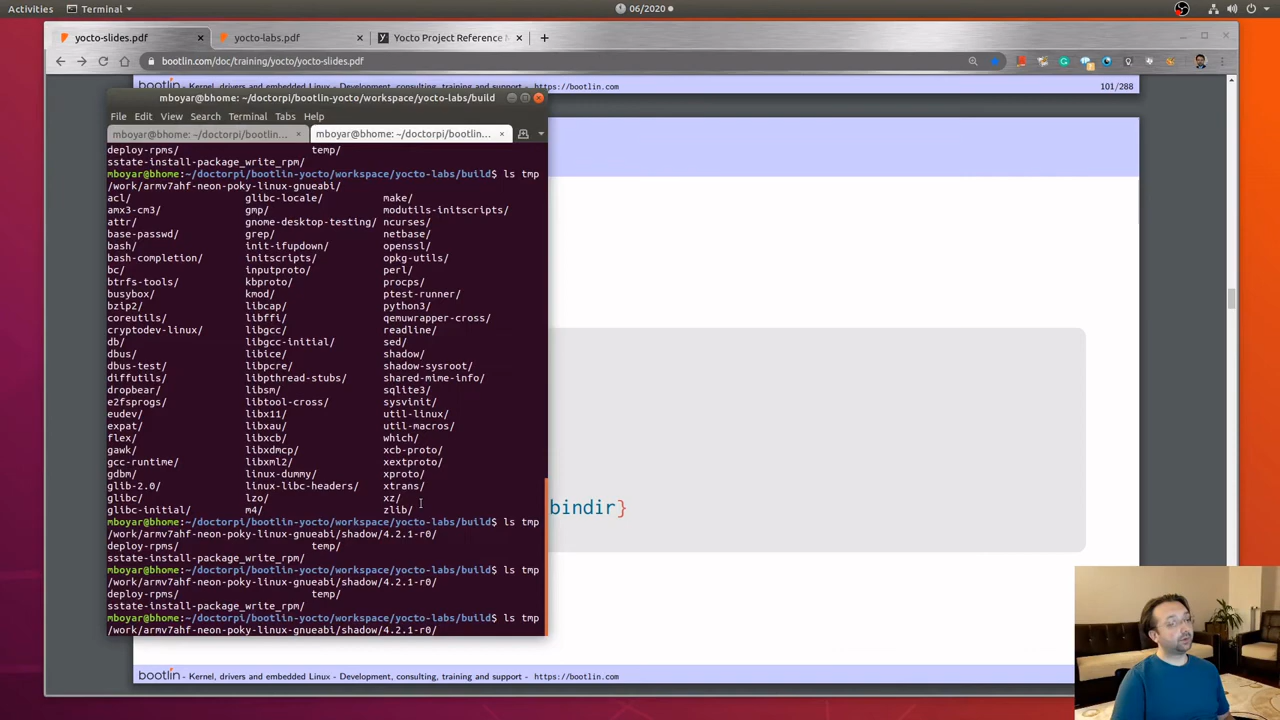 Activities Terminal 06/2020
yocto-slides.pdf × yocto-labs.pdf × Yocto Project Reference M × +
bootlin.com/doc/training/yocto/yocto-slides.pdf
bootlin - Kernel, drivers and embedded Linux - Development, consulting, training and support - https://bootlin.com 101/288
mboyar@bhome: ~/doctorpi/bootlin-yocto/workspace/yocto-labs/build
File Edit View Search Terminal Tabs Help
mboyar@bhome: ~/doctorpi/bootlin... × mboyar@bhome: ~/doctorpi/bootlin... ×
deploy-rpms/ temp/
sstate-install-package_write_rpm/
mboyar@bhome:~/doctorpi/bootlin-yocto/workspace/yocto-labs/build$ ls tmp
/work/armv7ahf-neon-poky-linux-gnueabi/
acl/ glibc-locale/ make/
amx3-cm3/ gmp/ modutils-initscripts/
attr/ gnome-desktop-testing/ ncurses/
base-passwd/ grep/ netbase/
bash/ init-ifupdown/ openssl/
bash-completion/ initscripts/ opkg-utils/
bc/ inputproto/ perl/
btrfs-tools/ kbproto/ procps/
busybox/ kmod/ ptest-runner/
bzip2/ libcap/ python3/
coreutils/ libffi/ qemuwrapper-cross/
cryptodev-linux/ libgcc/ readline/
db/ libgcc-initial/ sed/
dbus/ libice/ shadow/
dbus-test/ libpcre/ shadow-sysroot/
diffutils/ libpthread-stubs/ shared-mime-info/
dropbear/ libsm/ sqlite3/
e2fsprogs/ libtool-cross/ sysvinit/
eudev/ libx11/ util-linux/
expat/ libxau/ util-macros/
flex/ libxcb/ which/
gawk/ libxdmcp/ xcb-proto/
gcc-runtime/ libxml2/ xextproto/
gdbm/ linux-dummy/ xproto/
glib-2.0/ linux-libc-headers/ xtrans/
glibc/ lzo/ xz/
glibc-initial/ m4/ zlib/
mboyar@bhome:~/doctorpi/bootlin-yocto/workspace/yocto-labs/build$ ls tmp
/work/armv7ahf-neon-poky-linux-gnueabi/shadow/4.2.1-r0/
deploy-rpms/ temp/
sstate-install-package_write_rpm/
mboyar@bhome:~/doctorpi/bootlin-yocto/workspace/yocto-labs/build$ ls tmp
/work/armv7ahf-neon-poky-linux-gnueabi/shadow/4.2.1-r0/
deploy-rpms/ temp/
sstate-install-package_write_rpm/
mboyar@bhome:~/doctorpi/bootlin-yocto/workspace/yocto-labs/build$ ls tmp
/work/armv7ahf-neon-poky-linux-gnueabi/shadow/4.2.1-r0/
bindir}
bootlin - Kernel, drivers and embedded Linux - Development, consulting, training and support - https://bootlin.com